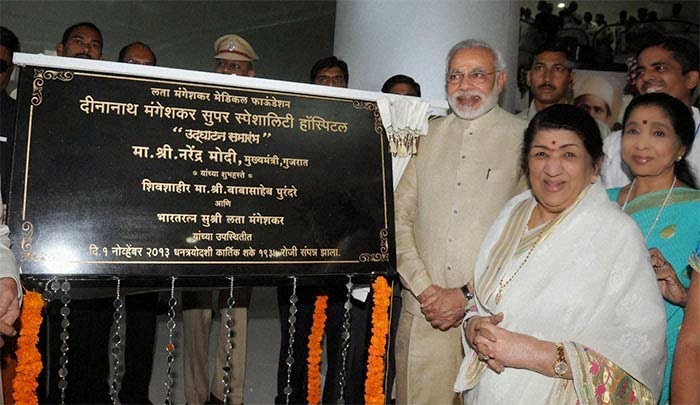 लता मंगेशकर मेडिकल फाऊंडेशन
दीनानाथ मंगेशकर सुपर स्पेशालिटी हॉस्पिटल
"उद्घाटन समारंभ"
मा.श्री.नरेंद्र मोदी, मुख्यमंत्री, गुजरात
यांच्या शुभहस्ते
शिवशाहीर मा.श्री.बाबासाहेब पुरंदरे
आणि
भारतरत्न सुश्री लता मंगेशकर
यांच्या उपस्थितीत
दि.१ नोव्हेंबर २०१३ धनत्रयोदशी कार्तिक शके १९३५ रोजी संपन्न झाला.